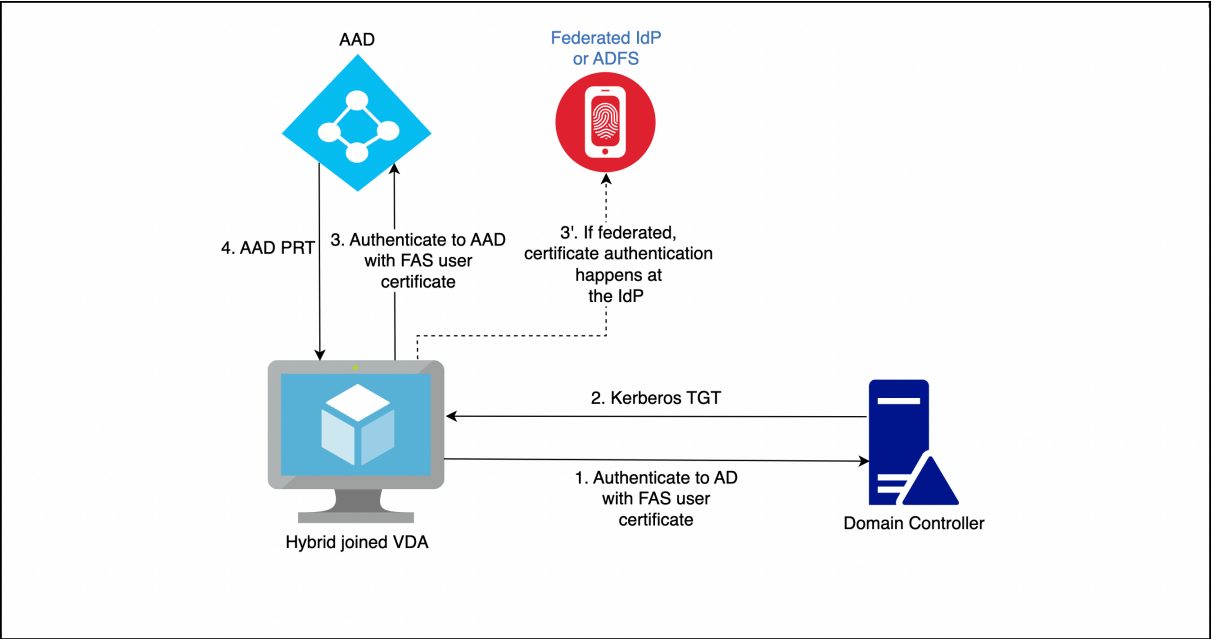 AAD
Federated IdP
or ADFS
4. AAD PRT
3. Authenticate to AAD
with FAS user
certificate
3'. If federated,
certificate authentication
happens at
the IdP
2. Kerberos TGT
1. Authenticate to AD
with FAS user
certificate
Hybrid joined VDA
Domain Controller